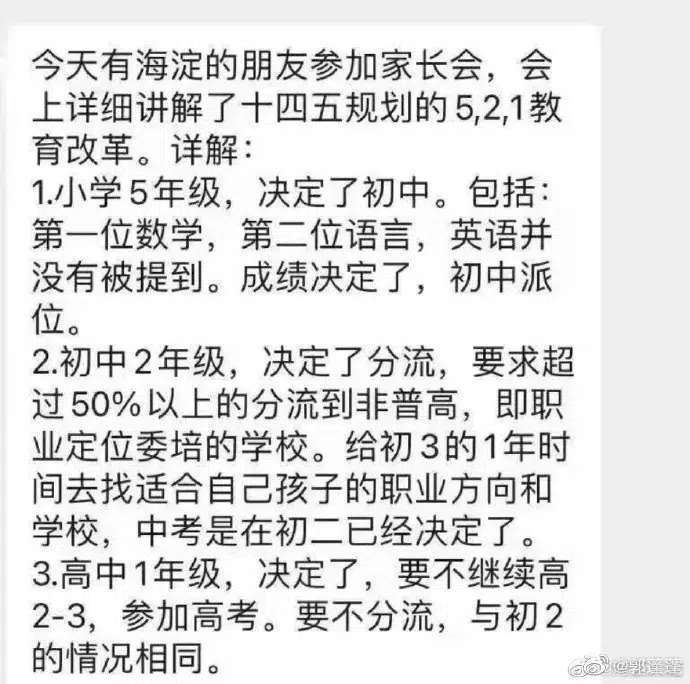 今天有海淀的朋友参加家长会，会
上详细讲解了十四五规划的5,2,1教
育改革。详解：
1.小学5年级，决定了初中。包括：
第一位数学，第二位语言，英语并
没有被提到。成绩决定了，初中派
位。
2.初中2年级，决定了分流，要求超
过50%以上的分流到非普高，即职
业定位委培的学校。给初3的1年时
间去找适合自己孩子的职业方向和
学校，中考是在初二已经决定了。
3.高中1年级，决定了，要不继续高
2-3，参加高考。要不分流，与初2
的情况相同。
@郭蓬蓬